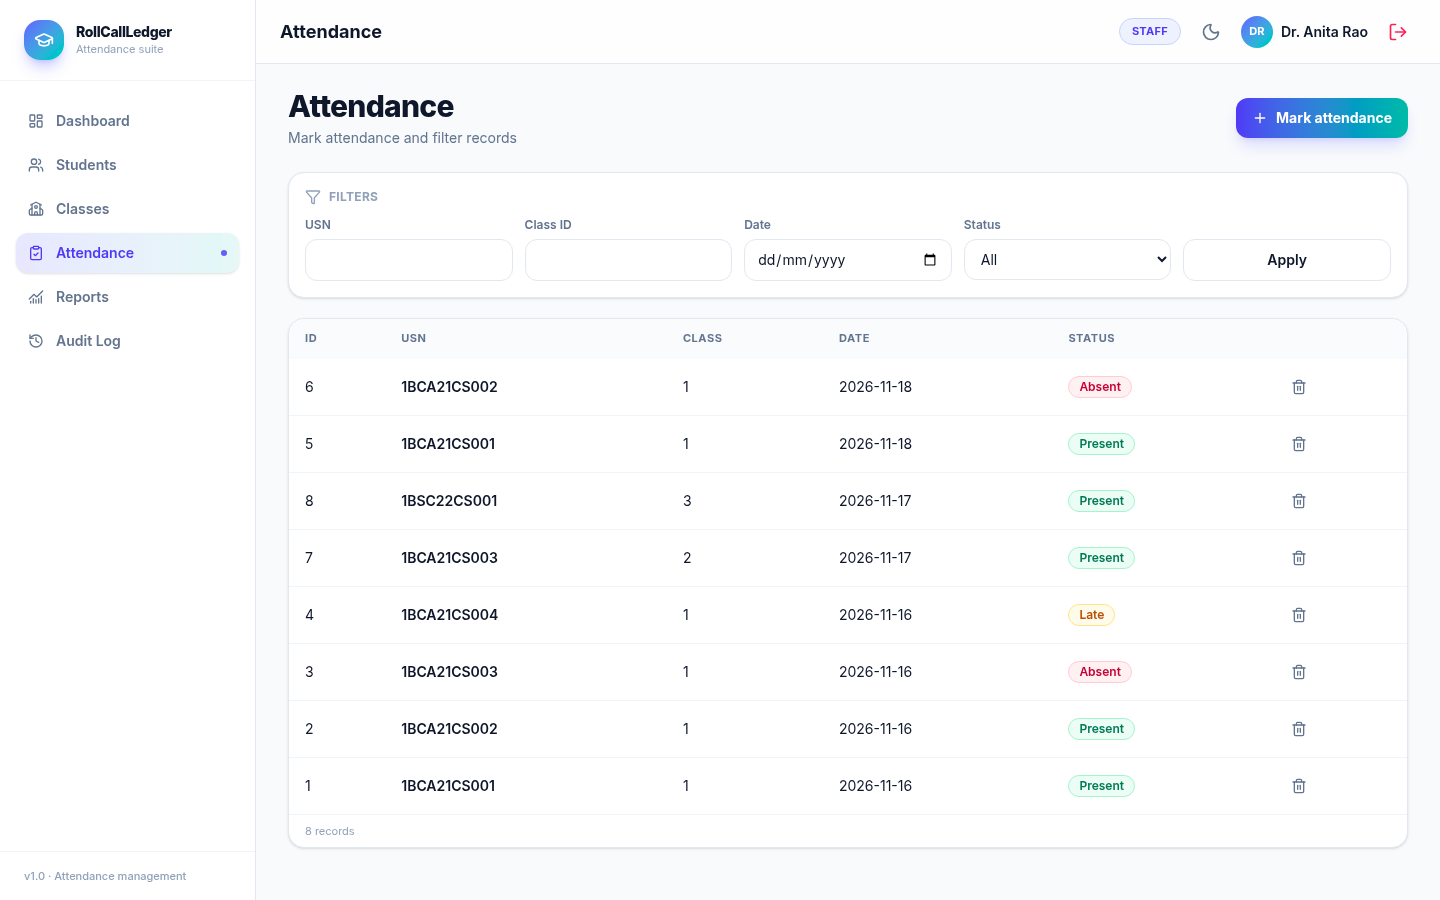 RollCallLedger
Attendance suite
Dashboard
Students
Classes
Attendance
Reports
Audit Log
v1.0 · Attendance management
Attendance
STAFF
DR
Dr. Anita Rao
Attendance
Mark attendance and filter records
Mark attendance
FILTERS
USN Class ID Date Status
dd/mm/yyyy All Apply
ID USN CLASS DATE STATUS
6 1BCA21CS002 1 2026-11-18 Absent
5 1BCA21CS001 1 2026-11-18 Present
8 1BSC22CS001 3 2026-11-17 Present
7 1BCA21CS003 2 2026-11-17 Present
4 1BCA21CS004 1 2026-11-16 Late
3 1BCA21CS003 1 2026-11-16 Absent
2 1BCA21CS002 1 2026-11-16 Present
1 1BCA21CS001 1 2026-11-16 Present
8 records